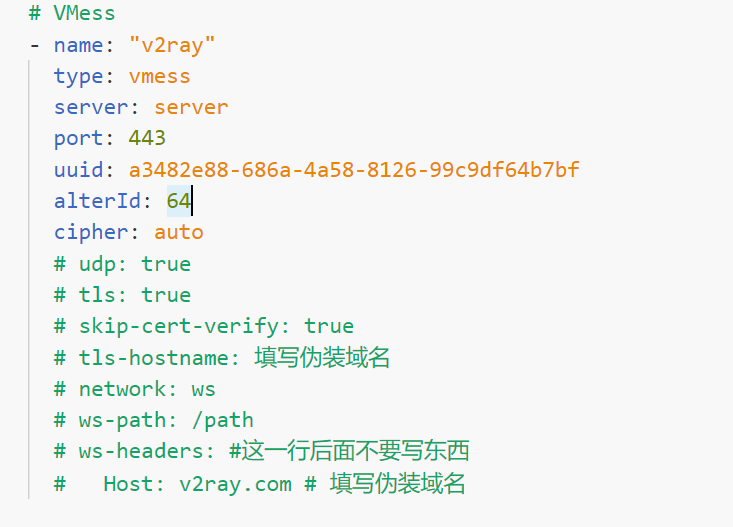 # VMess
- name: "v2ray"
type: vmess
server: server
port: 443
uuid: a3482e88-686a-4a58-8126-99c9df64b7bf
alterId: 64
cipher: auto
# udp: true
# tls: true
# skip-cert-verify: true
# tls-hostname: 填写伪装域名
# network: ws
# ws-path: /path
# ws-headers: #这一行后面不要写东西
#   Host: v2ray.com # 填写伪装域名